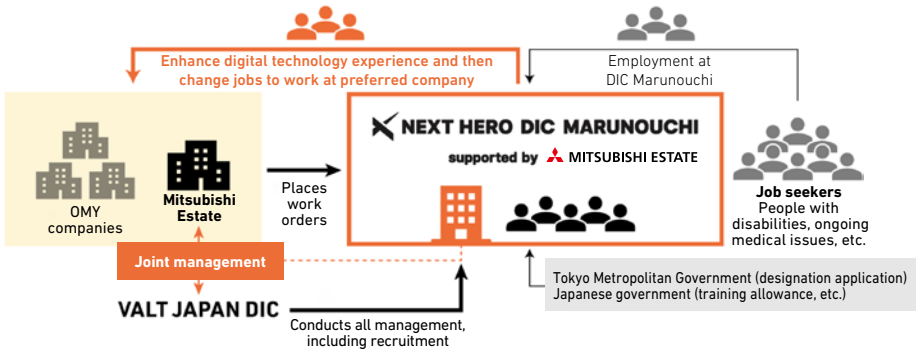 Enhance digital technology experience and then
change jobs to work at preferred company
Employment at
DIC Marunouchi
OMY
companies
Mitsubishi
Estate
Places
work
orders
NEXT HERO DIC MARUNOUCHI
supported by MITSUBISHI ESTATE
Job seekers
People with
disabilities, ongoing
medical issues, etc.
Joint management
VALT JAPAN DIC
Conducts all management,
including recruitment
Tokyo Metropolitan Government (designation application)
Japanese government (training allowance, etc.)